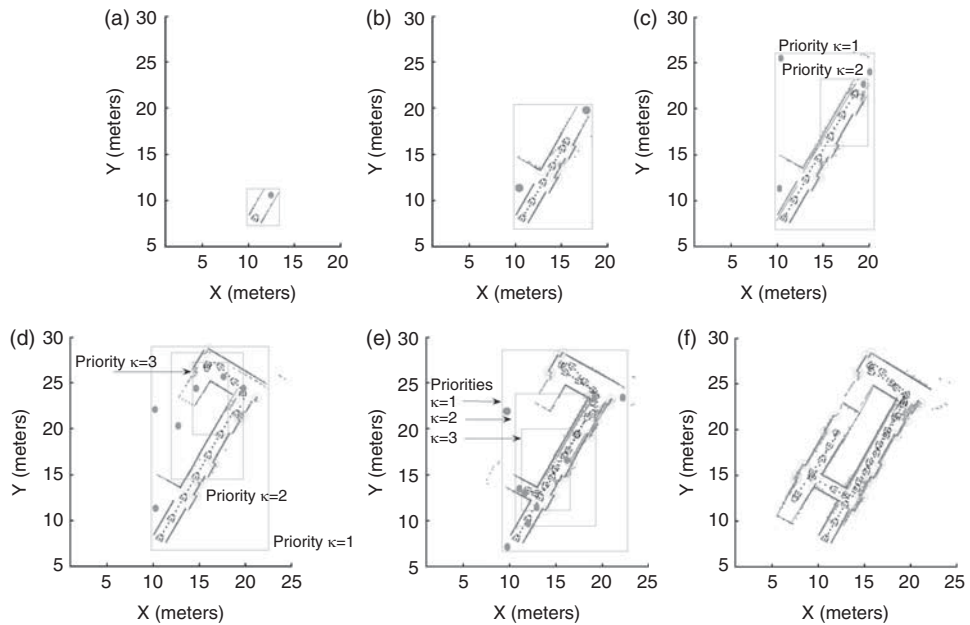 (a)
30
25
20
15
10
5
Y (meters)
5 10 15 20
X (meters)
(b)
30
25
20
15
10
5
Y (meters)
5 10 15 20
X (meters)
(c)
30
25
20
15
10
5
Y (meters)
Priority κ=1
Priority κ=2
5 10 15 20
X (meters)
(d)
30
25
20
15
10
5
Y (meters)
Priority κ=3
Priority κ=2
Priority κ=1
5 10 15 20 25
X (meters)
(e)
30
25
20
15
10
5
Y (meters)
Priorities
κ=1
κ=2
κ=3
5 10 15 20 25
X (meters)
(f)
30
25
20
15
10
5
Y (meters)
5 10 15 20 25
X (meters)